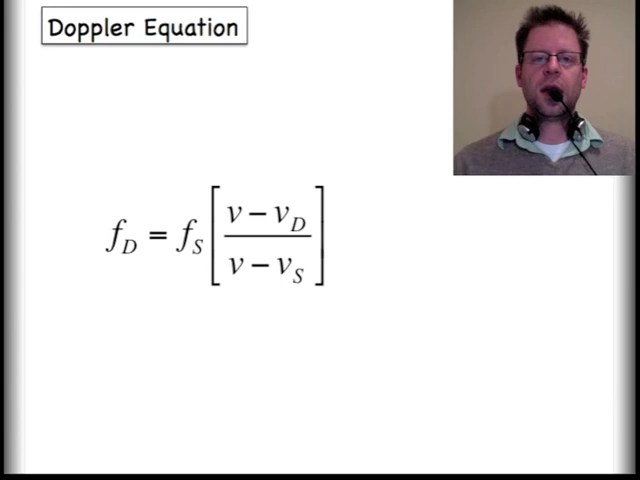 Doppler Equation
f_D = f_S [ (v − v_D) / (v − v_S) ]